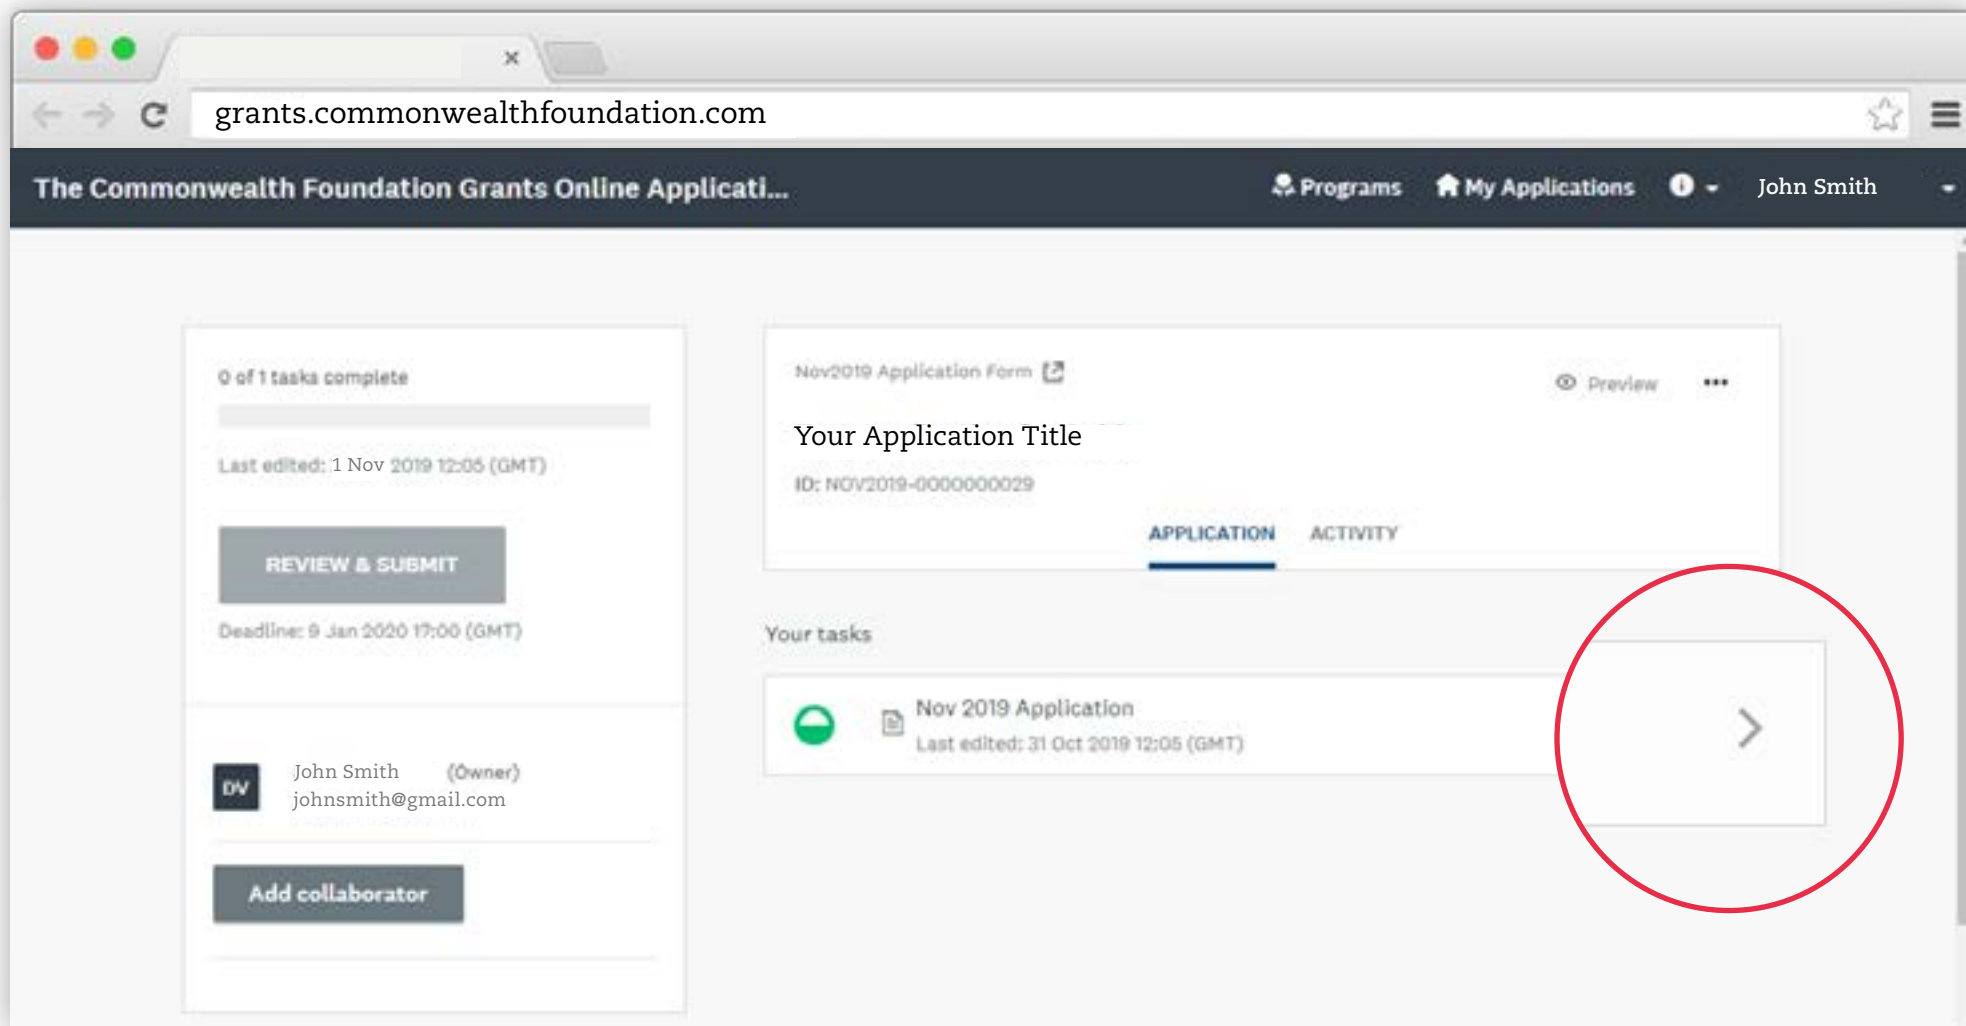 grants.commonwealthfoundation.com
The Commonwealth Foundation Grants Online Applicati...
Programs My Applications John Smith
0 of 1 tasks complete
Last edited: 1 Nov 2019 12:05 (GMT)
REVIEW & SUBMIT
Deadline: 9 Jan 2020 17:00 (GMT)
DV
John Smith (Owner)
johnsmith@gmail.com
Add collaborator
Nov2019 Application Form
Preview
Your Application Title
ID: NOV2019-0000000029
APPLICATION ACTIVITY
Your tasks
Nov 2019 Application
Last edited: 31 Oct 2019 12:05 (GMT)